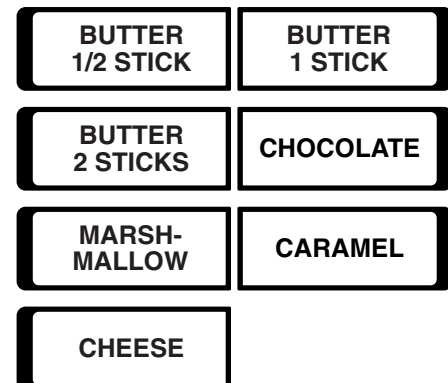 BUTTER
1/2 STICK
BUTTER
1 STICK
BUTTER
2 STICKS
CHOCOLATE
MARSH-
MALLOW
CARAMEL
CHEESE